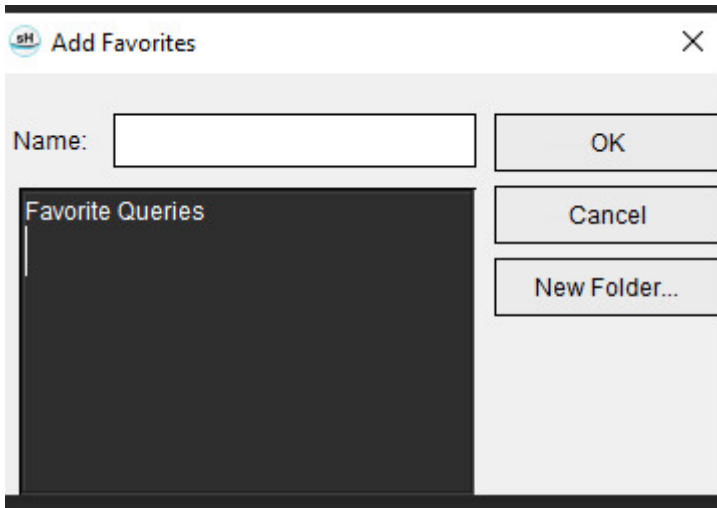 sH Add Favorites
Name:
OK
Favorite Queries
Cancel
New Folder...